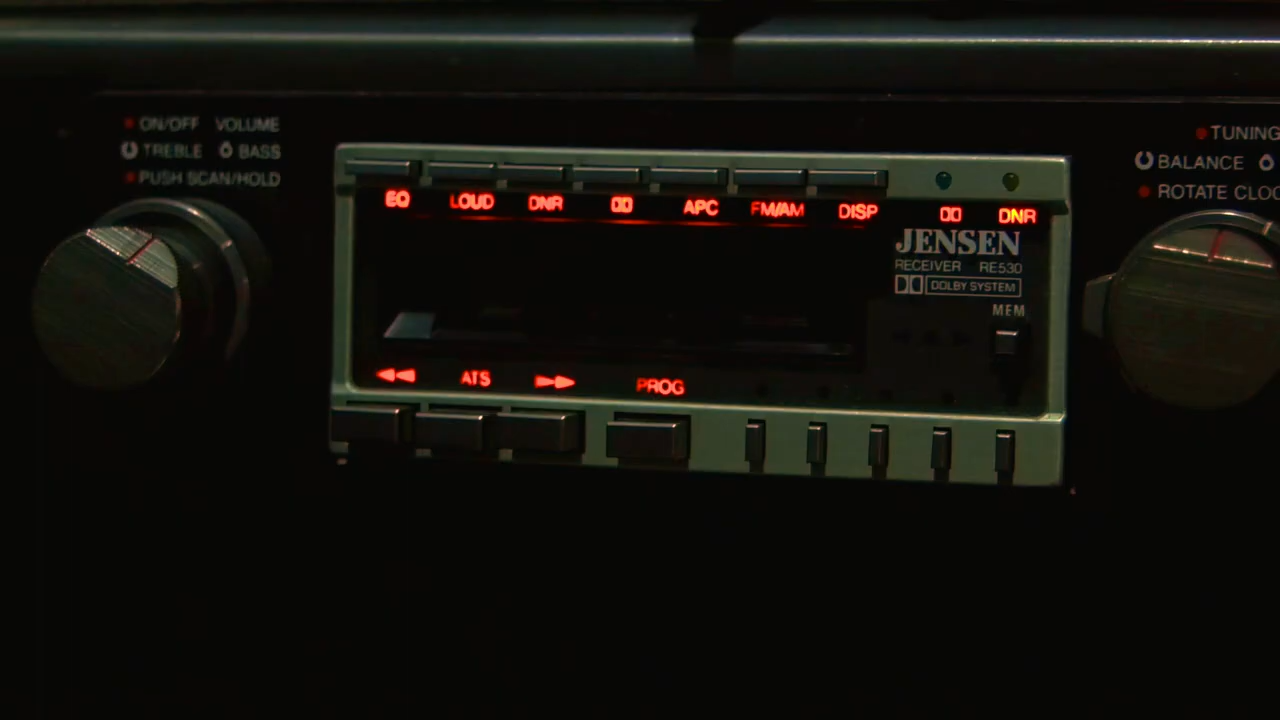 ON/OFF VOLUME
TREBLE BASS
PUSH SCAN/HOLD
TUNING
BALANCE
ROTATE CLOC
EQ LOUD DNR APC FM/AM DISP DNR
JENSEN
RECEIVER RE530
DOLBY SYSTEM
MEM
ATS PROG